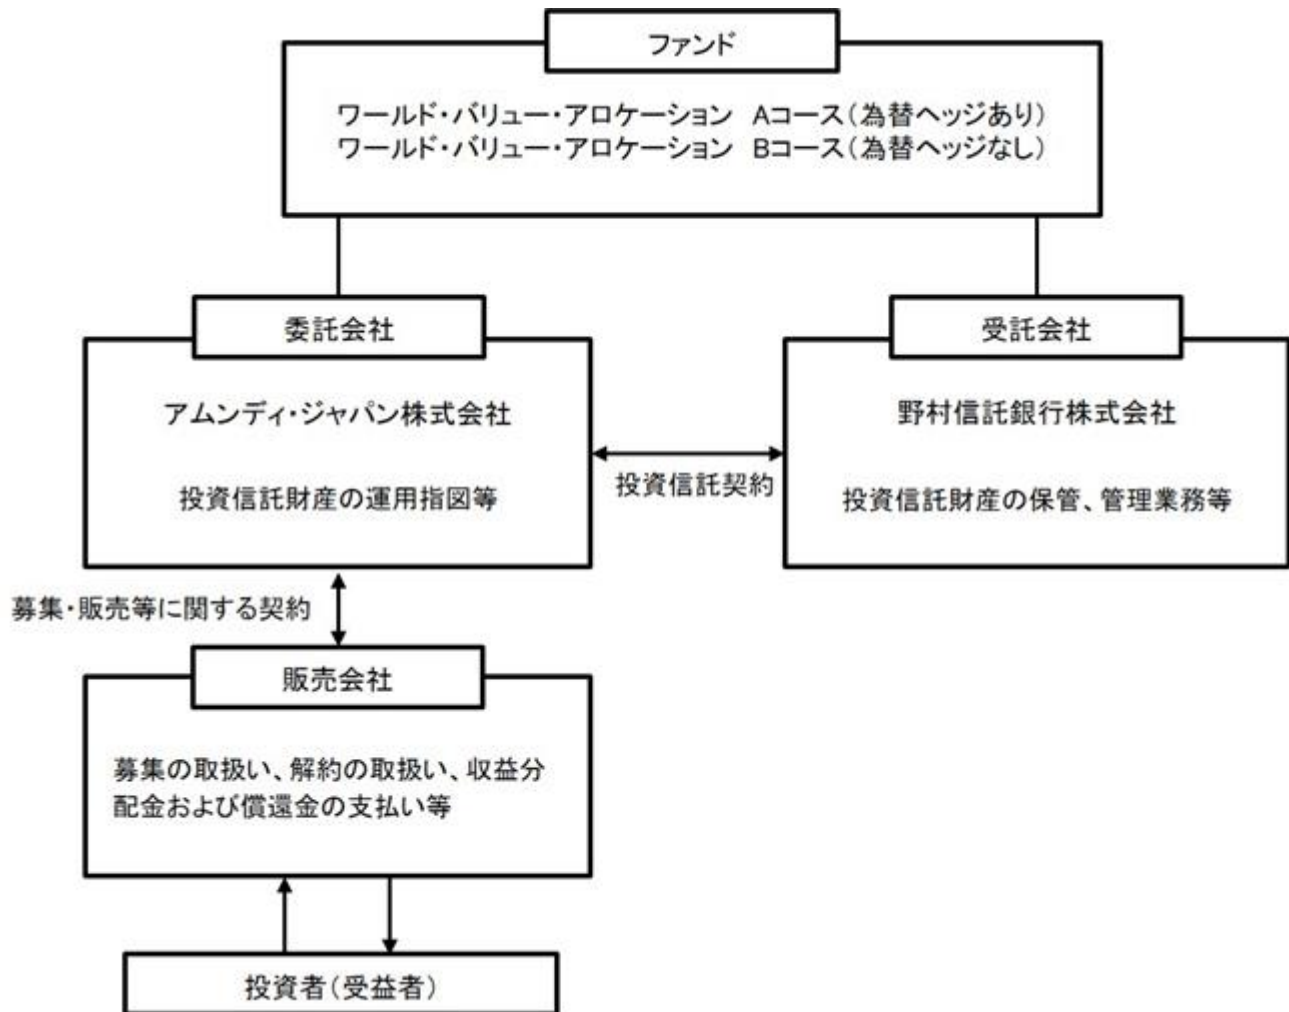 ファンド
ワールド・バリュー・アロケーション Aコース(為替ヘッジあり)
ワールド・バリュー・アロケーション Bコース(為替ヘッジなし)
委託会社
アムンディ・ジャパン株式会社
投資信託財産の運用指図等
投資信託契約
受託会社
野村信託銀行株式会社
投資信託財産の保管、管理業務等
募集・販売等に関する契約
販売会社
募集の取扱い、解約の取扱い、収益分
配金および償還金の支払い等
投資者(受益者)